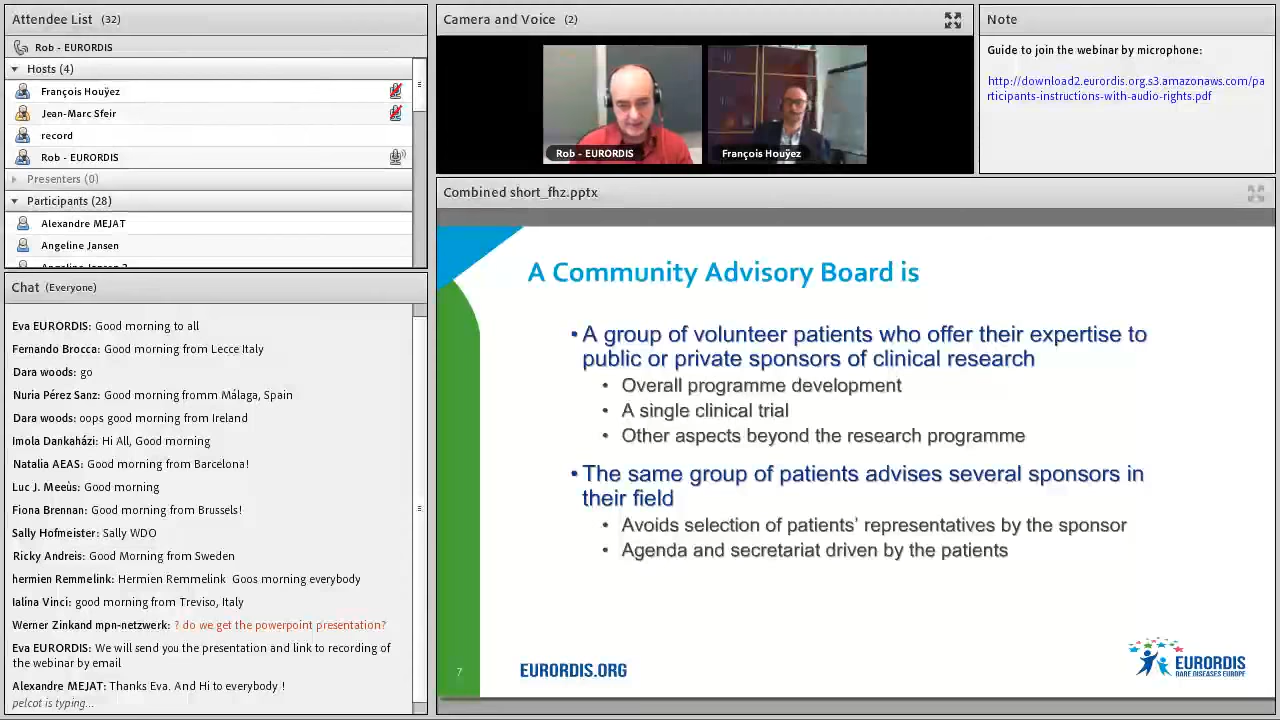 Attendee List (32)
Rob - EURORDIS
Hosts (4)
François Houÿez
Jean-Marc Sfeir
record
Rob - EURORDIS
Presenters (0)
Participants (28)
Alexandre MEJAT
Angeline Jansen
Angeline Jansen 2
Chat (Everyone)
Eva EURORDIS: Good morning to all
Fernando Brocca: Good morning from Lecce Italy
Dara woods: go
Nuria Pérez Sanz: Good morning fromm Málaga, Spain
Dara woods: oops good morning from Ireland
Imola Dankaházi: Hi All, Good morning
Natalia AEAS: Good morning from Barcelona!
Luc J. Meeùs: Good morning
Fiona Brennan: Good morning from Brussels!
Sally Hofmeister: Sally WDO
Ricky Andreis: Good Morning from Sweden
hermien Remmelink: Hermien Remmelink Goos morning everybody
Ialina Vinci: good morning from Treviso, Italy
Werner Zinkand mpn-netzwerk: ? do we get the powerpoint presentation?
Eva EURORDIS: We will send you the presentation and link to recording of
the webinar by email
Alexandre MEJAT: Thanks Eva. And Hi to everybody !
pelcot is typing...
Camera and Voice (2)
Rob - EURORDIS
François Houÿez
Note
Guide to join the webinar by microphone:
http://download2.eurordis.org.s3.amazonaws.com/pa
rticipants-instructions-with-audio-rights.pdf
Combined short_fhz.pptx
A Community Advisory Board is
• A group of volunteer patients who offer their expertise to
public or private sponsors of clinical research
• Overall programme development
• A single clinical trial
• Other aspects beyond the research programme
• The same group of patients advises several sponsors in
their field
• Avoids selection of patients' representatives by the sponsor
• Agenda and secretariat driven by the patients
7
EURORDIS.ORG
EURORDIS
RARE DISEASES EUROPE